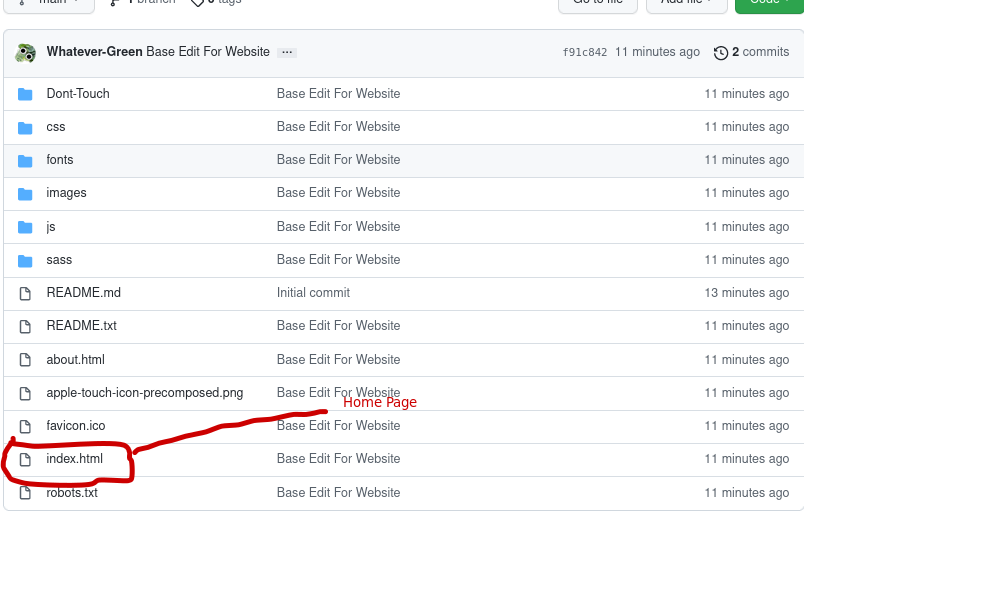 main 1 branch 0 tags Go to file Add file Code
Whatever-Green Base Edit For Website ... f91c842 11 minutes ago 2 commits
Dont-Touch Base Edit For Website 11 minutes ago
css Base Edit For Website 11 minutes ago
fonts Base Edit For Website 11 minutes ago
images Base Edit For Website 11 minutes ago
js Base Edit For Website 11 minutes ago
sass Base Edit For Website 11 minutes ago
README.md Initial commit 13 minutes ago
README.txt Base Edit For Website 11 minutes ago
about.html Base Edit For Website 11 minutes ago
apple-touch-icon-precomposed.png Base Edit For Website 11 minutes ago
Home Page
favicon.ico Base Edit For Website 11 minutes ago
index.html Base Edit For Website 11 minutes ago
robots.txt Base Edit For Website 11 minutes ago